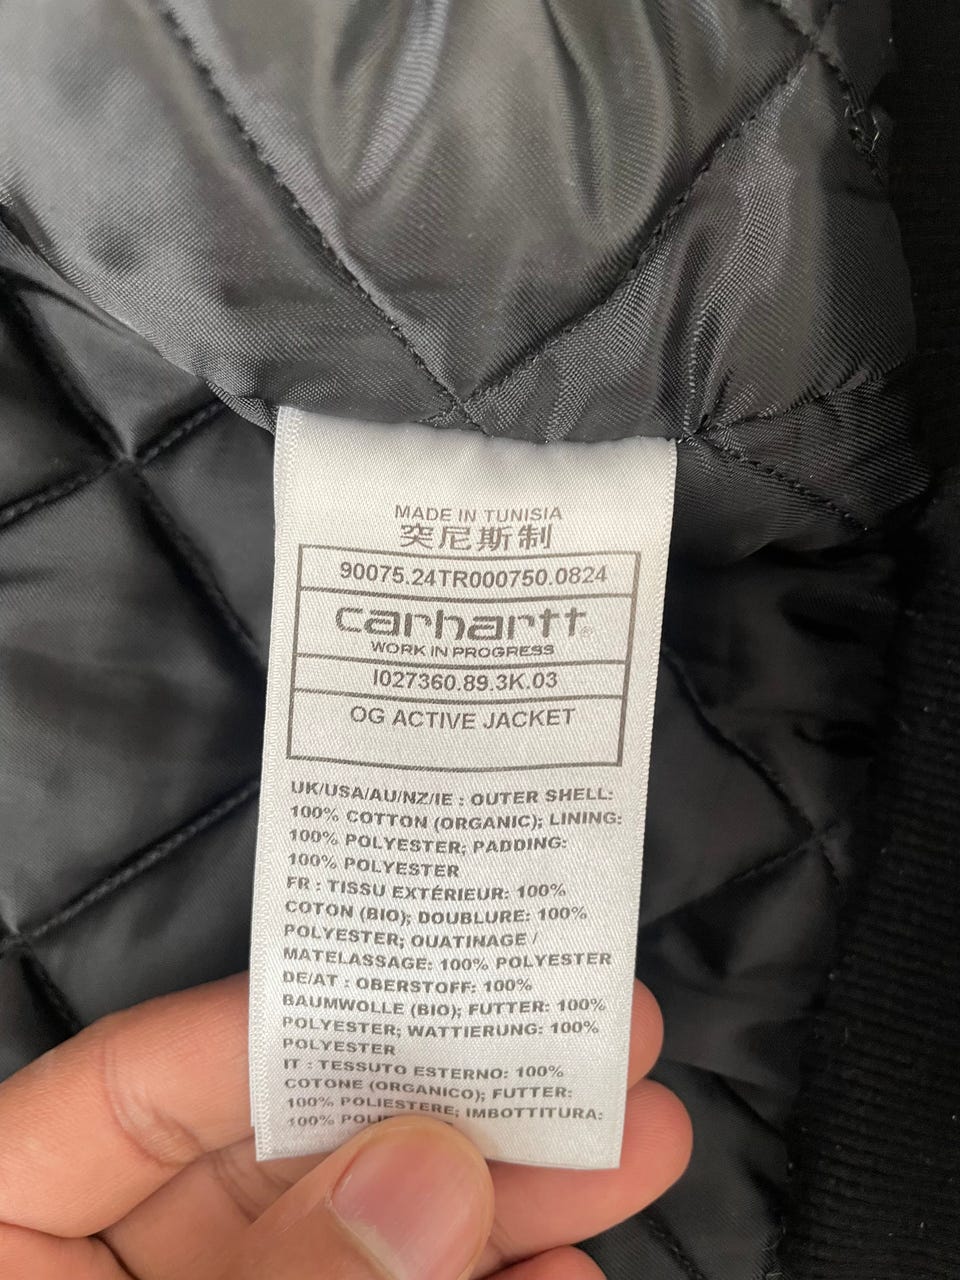 MADE IN TUNISIA
突尼斯制
90075.24TR000750.0824
carhartt®
WORK IN PROGRESS
I027360.89.3K.03
OG ACTIVE JACKET
UK/USA/AU/NZ/IE : OUTER SHELL:
100% COTTON (ORGANIC); LINING:
100% POLYESTER; PADDING:
100% POLYESTER
FR : TISSU EXTÉRIEUR: 100%
COTON (BIO); DOUBLURE: 100%
POLYESTER; OUATINAGE /
MATELASSAGE: 100% POLYESTER
DE/AT : OBERSTOFF: 100%
BAUMWOLLE (BIO); FUTTER: 100%
POLYESTER; WATTIERUNG: 100%
POLYESTER
IT : TESSUTO ESTERNO: 100%
COTONE (ORGANICO); FUTTER:
100% POLIESTERE; IMBOTTITURA:
100%